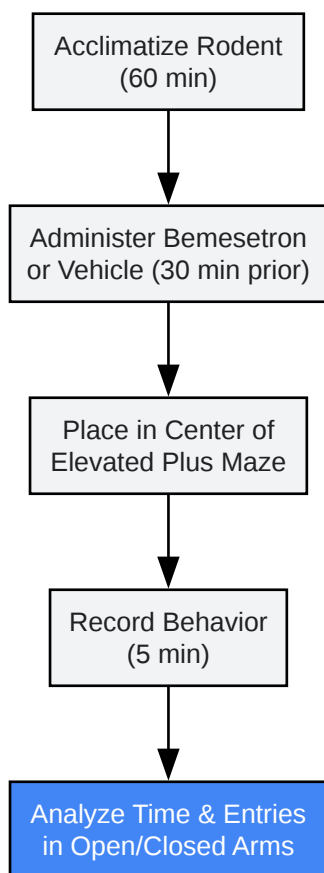 Acclimatize Rodent
(60 min)
Administer Bemesetron
or Vehicle (30 min prior)
Place in Center of
Elevated Plus Maze
Record Behavior
(5 min)
Analyze Time & Entries
in Open/Closed Arms